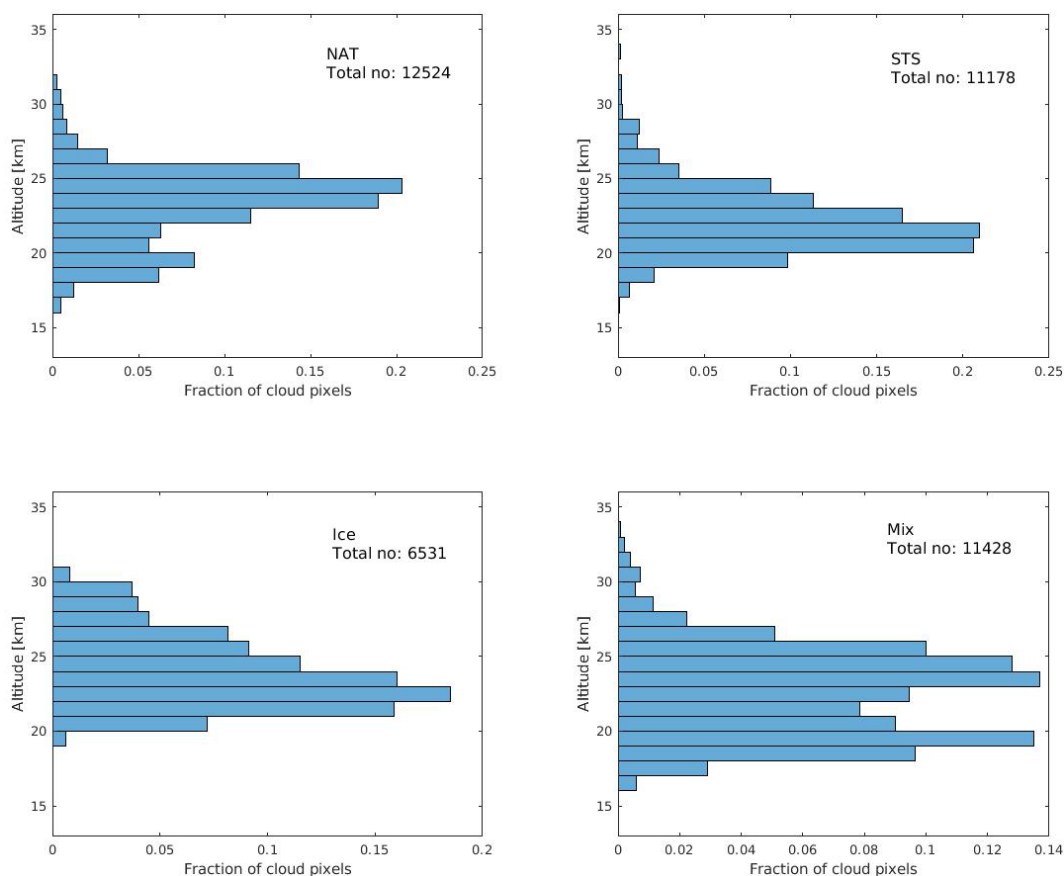 35
30
25
20
15
Altitude [km]
NAT
Total no: 12524
0 0.05 0.1 0.15 0.2 0.25
Fraction of cloud pixels
35
30
25
20
15
Altitude [km]
STS
Total no: 11178
0 0.05 0.1 0.15 0.2 0.25
Fraction of cloud pixels
35
30
25
20
15
Altitude [km]
Ice
Total no: 6531
0 0.05 0.1 0.15 0.2
Fraction of cloud pixels
35
30
25
20
15
Altitude [km]
Mix
Total no: 11428
0 0.02 0.04 0.06 0.08 0.1 0.12 0.14
Fraction of cloud pixels